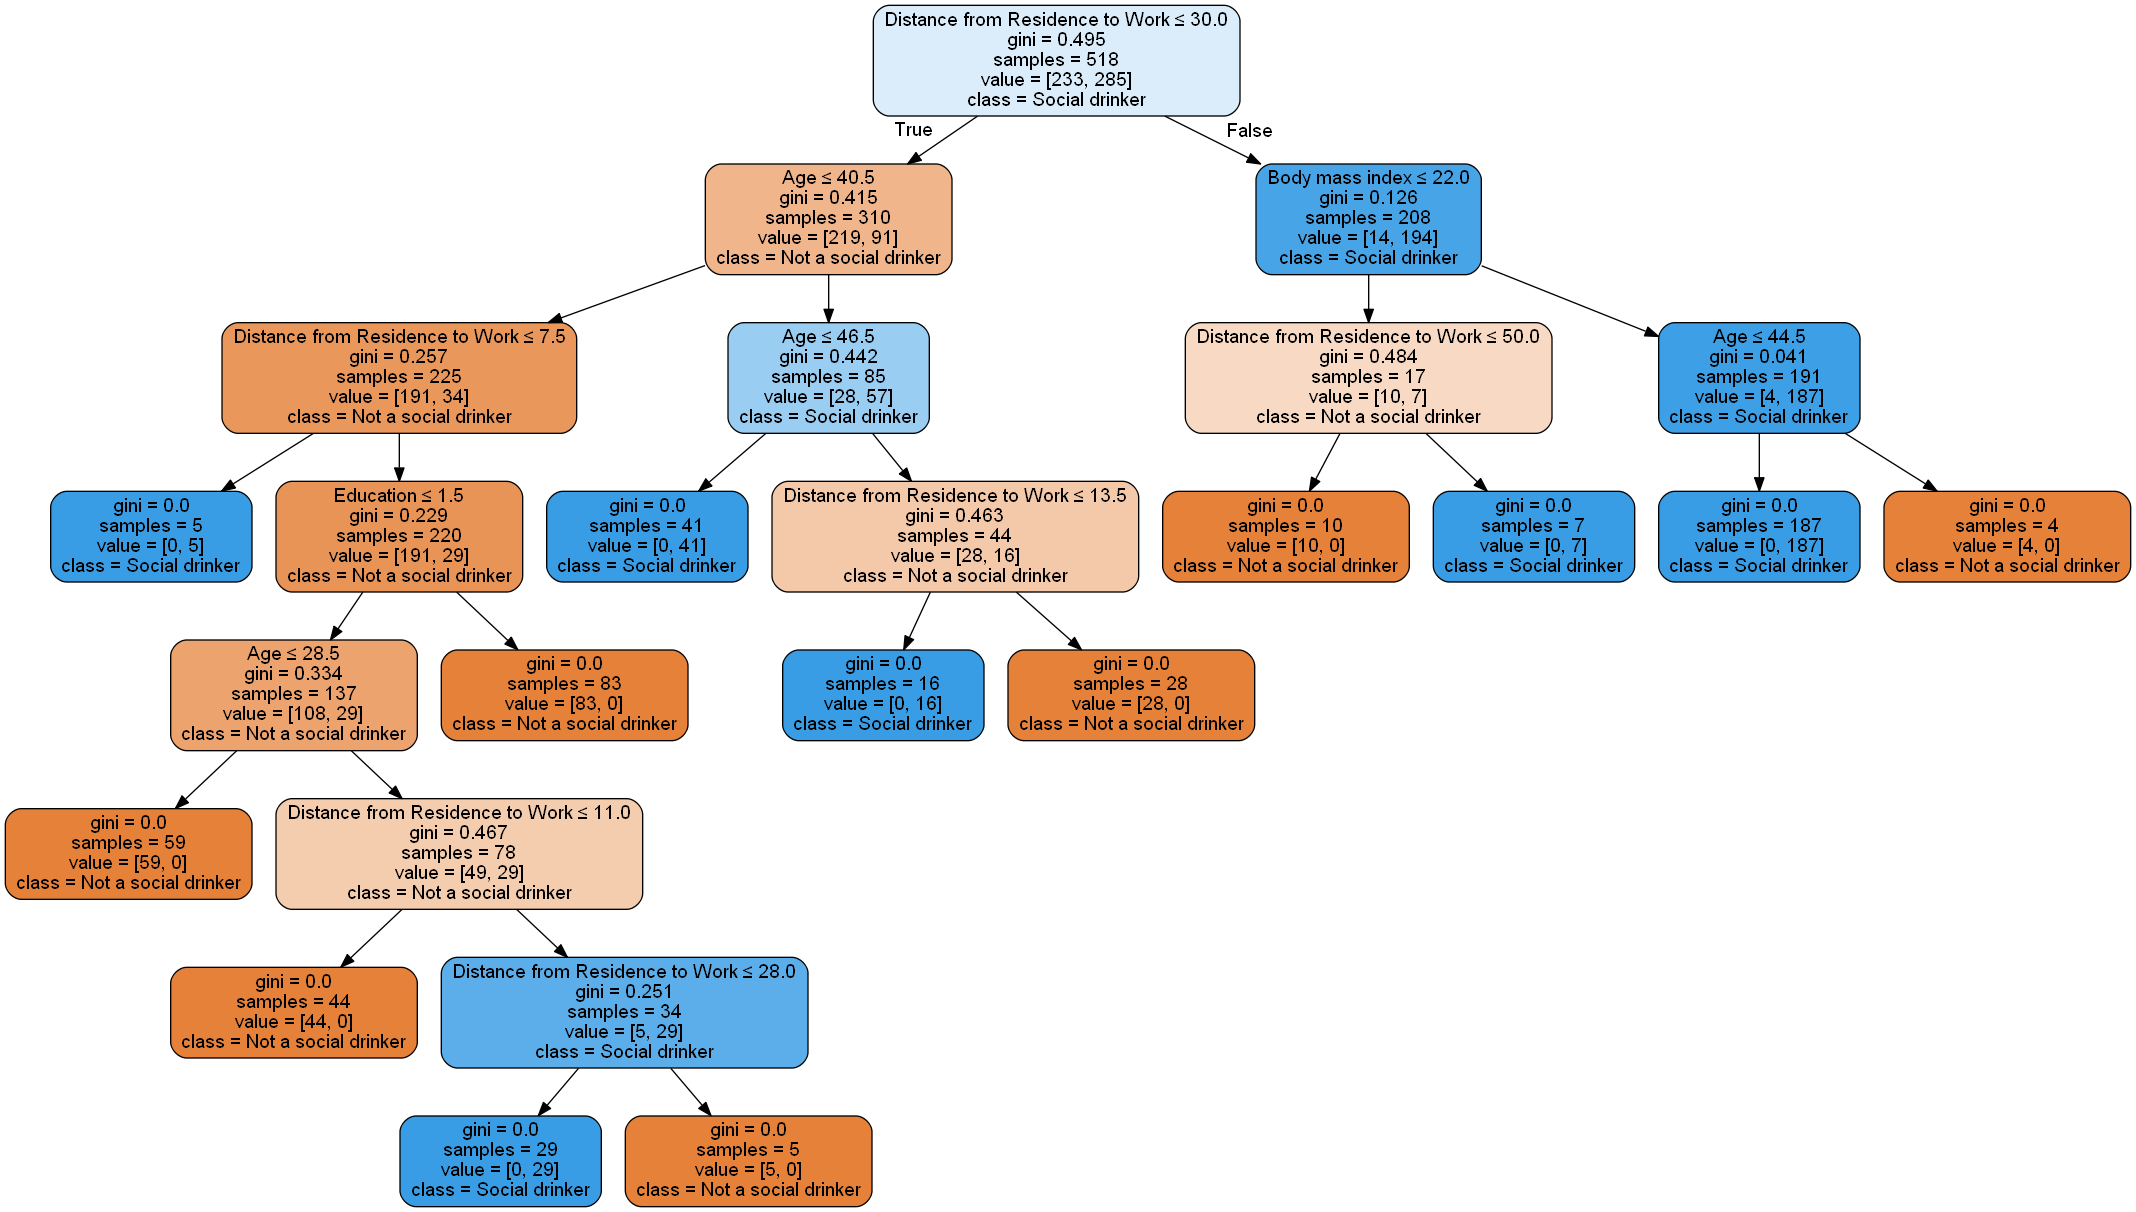 Distance from Residence to Work ≤ 30.0
gini = 0.495
samples = 518
value = [233, 285]
class = Social drinker
True
False
Age ≤ 40.5
gini = 0.415
samples = 310
value = [219, 91]
class = Not a social drinker
Body mass index ≤ 22.0
gini = 0.126
samples = 208
value = [14, 194]
class = Social drinker
Distance from Residence to Work ≤ 7.5
gini = 0.257
samples = 225
value = [191, 34]
class = Not a social drinker
Age ≤ 46.5
gini = 0.442
samples = 85
value = [28, 57]
class = Social drinker
Distance from Residence to Work ≤ 50.0
gini = 0.484
samples = 17
value = [10, 7]
class = Not a social drinker
Age ≤ 44.5
gini = 0.041
samples = 191
value = [4, 187]
class = Social drinker
gini = 0.0
samples = 5
value = [0, 5]
class = Social drinker
Education ≤ 1.5
gini = 0.229
samples = 220
value = [191, 29]
class = Not a social drinker
gini = 0.0
samples = 41
value = [0, 41]
class = Social drinker
Distance from Residence to Work ≤ 13.5
gini = 0.463
samples = 44
value = [28, 16]
class = Not a social drinker
gini = 0.0
samples = 10
value = [10, 0]
class = Not a social drinker
gini = 0.0
samples = 7
value = [0, 7]
class = Social drinker
gini = 0.0
samples = 187
value = [0, 187]
class = Social drinker
gini = 0.0
samples = 4
value = [4, 0]
class = Not a social drinker
Age ≤ 28.5
gini = 0.334
samples = 137
value = [108, 29]
class = Not a social drinker
gini = 0.0
samples = 83
value = [83, 0]
class = Not a social drinker
gini = 0.0
samples = 16
value = [0, 16]
class = Social drinker
gini = 0.0
samples = 28
value = [28, 0]
class = Not a social drinker
gini = 0.0
samples = 59
value = [59, 0]
class = Not a social drinker
Distance from Residence to Work ≤ 11.0
gini = 0.467
samples = 78
value = [49, 29]
class = Not a social drinker
gini = 0.0
samples = 44
value = [44, 0]
class = Not a social drinker
Distance from Residence to Work ≤ 28.0
gini = 0.251
samples = 34
value = [5, 29]
class = Social drinker
gini = 0.0
samples = 29
value = [0, 29]
class = Social drinker
gini = 0.0
samples = 5
value = [5, 0]
class = Not a social drinker